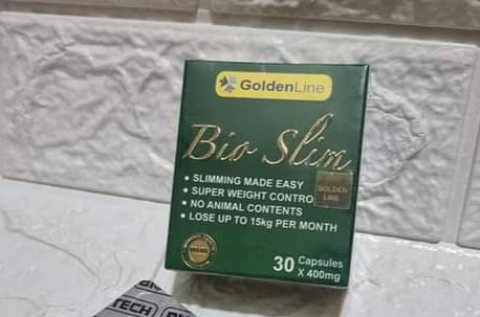 GoldenLine
Bio Slim
• SLIMMING MADE EASY
• SUPER WEIGHT CONTRO
• NO ANIMAL CONTENTS
• LOSE UP TO 15kg PER MONTH
GOLDEN
LINE
30 Capsules
X 400mg
TECH